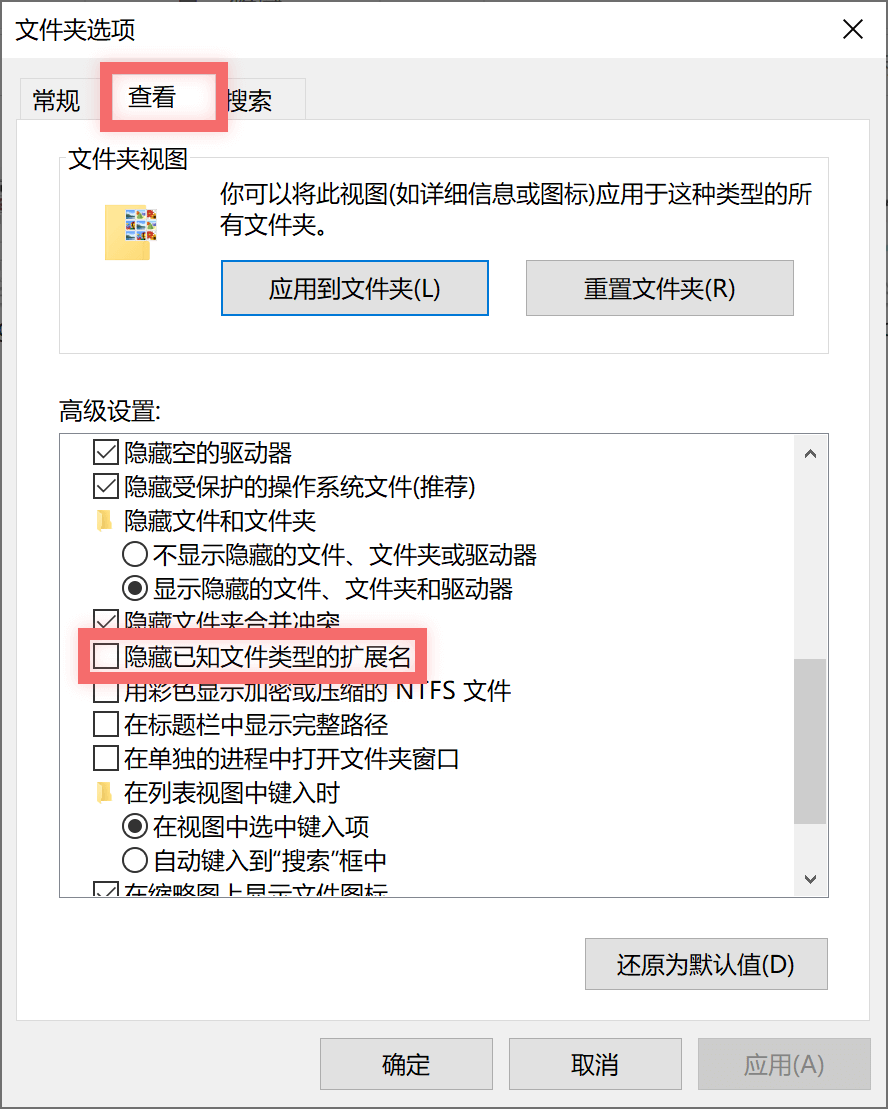 文件夹选项
常规
查看
搜索
文件夹视图
你可以将此视图(如详细信息或图标)应用于这种类型的所
有文件夹。
应用到文件夹(L)
重置文件夹(R)
高级设置:
隐藏空的驱动器
隐藏受保护的操作系统文件(推荐)
隐藏文件和文件夹
不显示隐藏的文件、文件夹或驱动器
显示隐藏的文件、文件夹和驱动器
隐藏文件夹合并冲突
隐藏已知文件类型的扩展名
用彩色显示加密或压缩的 NTFS 文件
在标题栏中显示完整路径
在单独的进程中打开文件夹窗口
在列表视图中键入时
在视图中选中键入项
自动键入到“搜索”框中
在缩略图上显示文件图标
还原为默认值(D)
确定
取消
应用(A)